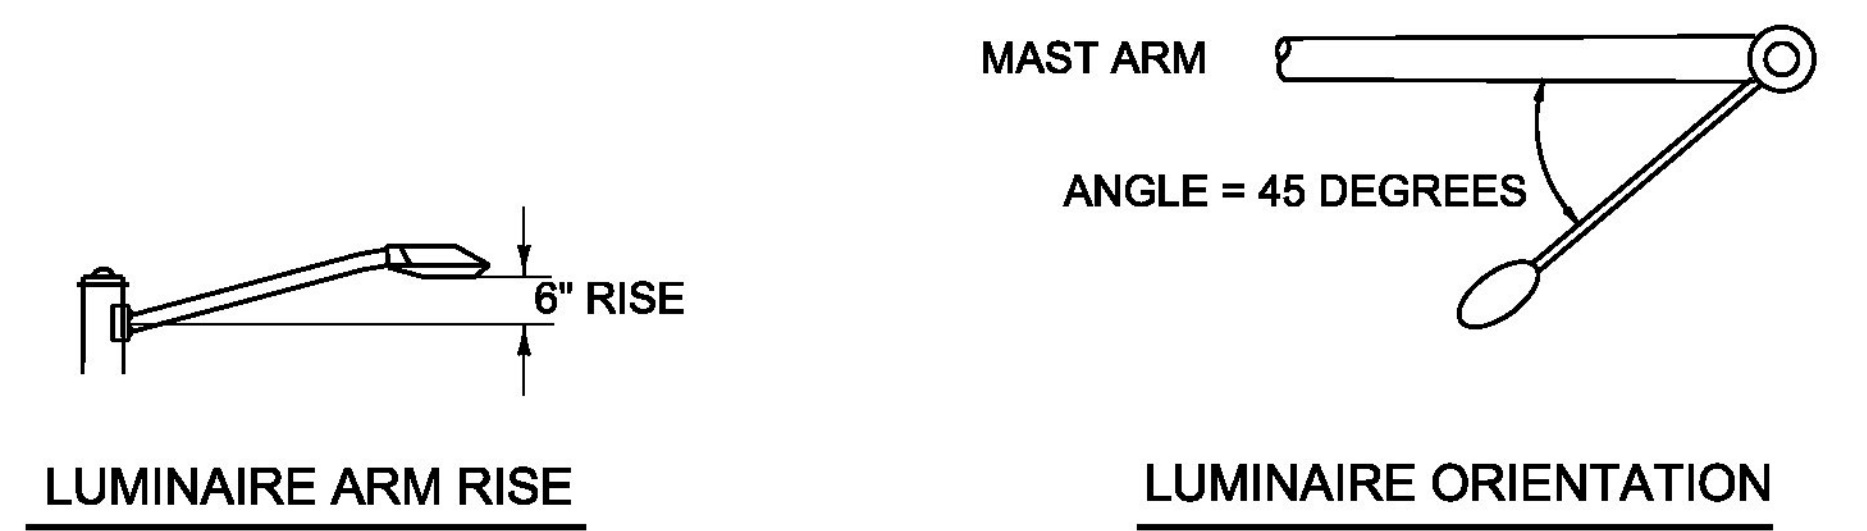 MAST ARM
ANGLE = 45 DEGREES
6" RISE
LUMINAIRE ARM RISE
LUMINAIRE ORIENTATION